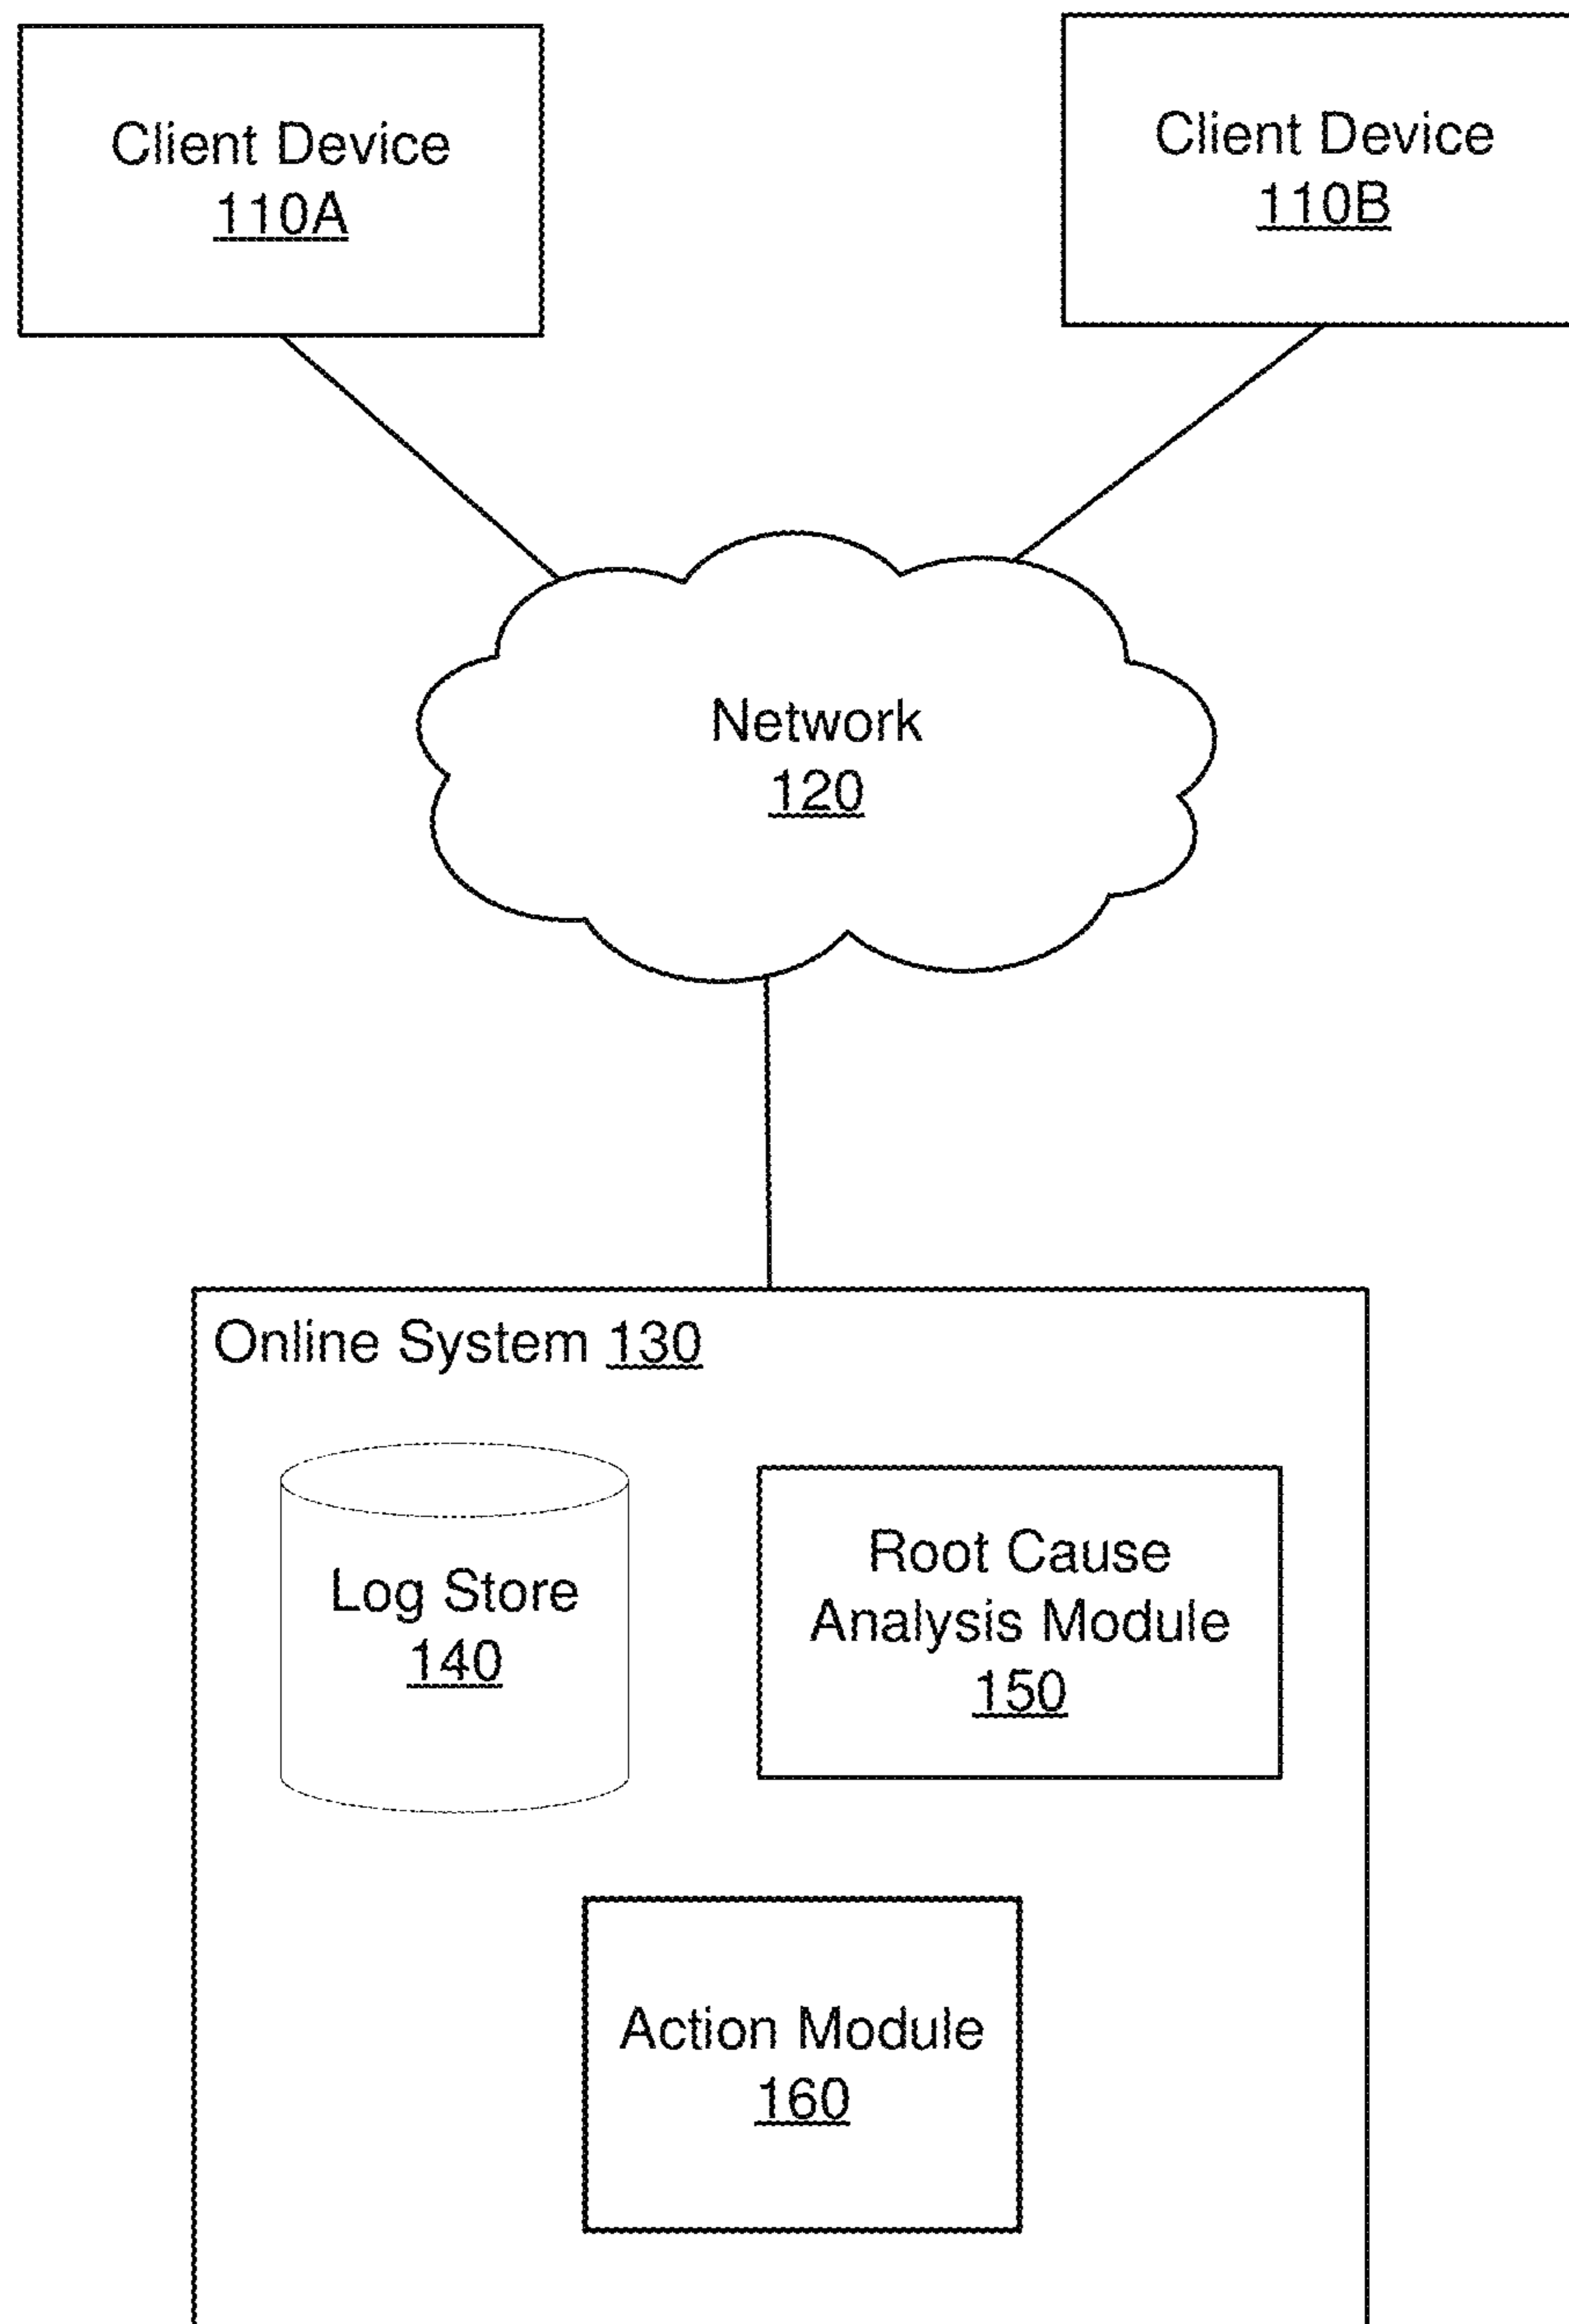 Client Device
110A
Client Device
110B
Network
120
Online System 130
Log Store
140
Root Cause
Analysis Module
150
Action Module
160